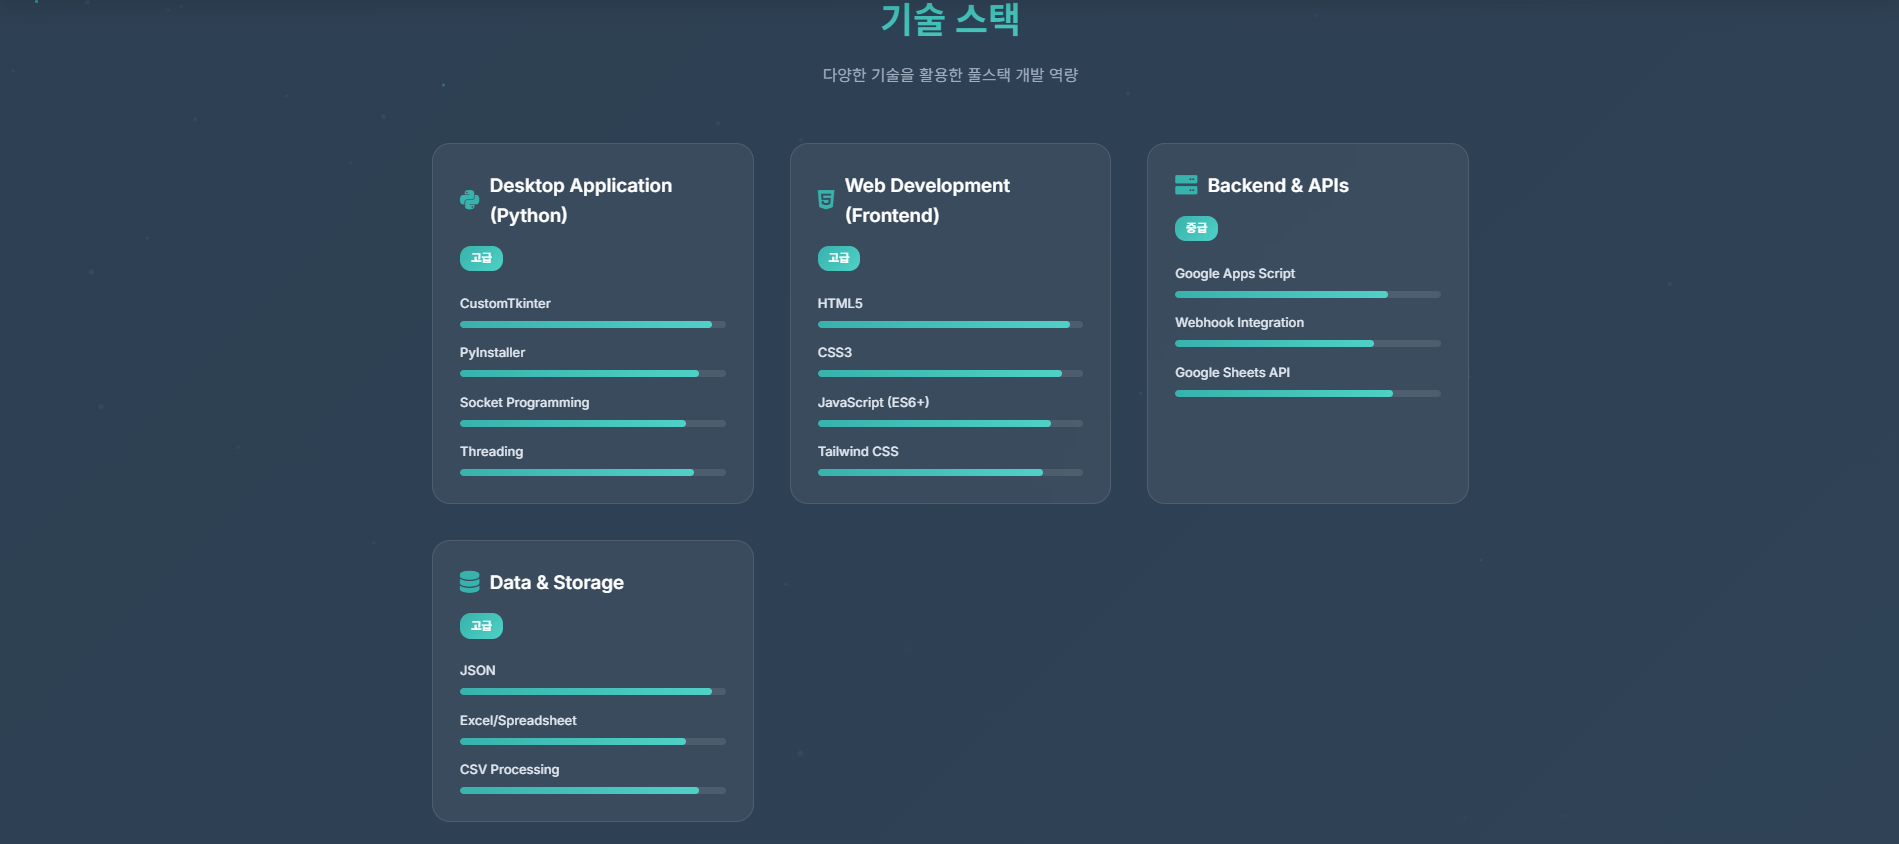 기술 스택
다양한 기술을 활용한 풀스택 개발 역량
Desktop Application
(Python)
고급
CustomTkinter
PyInstaller
Socket Programming
Threading
Web Development
(Frontend)
고급
HTML5
CSS3
JavaScript (ES6+)
Tailwind CSS
Backend & APIs
중급
Google Apps Script
Webhook Integration
Google Sheets API
Data & Storage
고급
JSON
Excel/Spreadsheet
CSV Processing